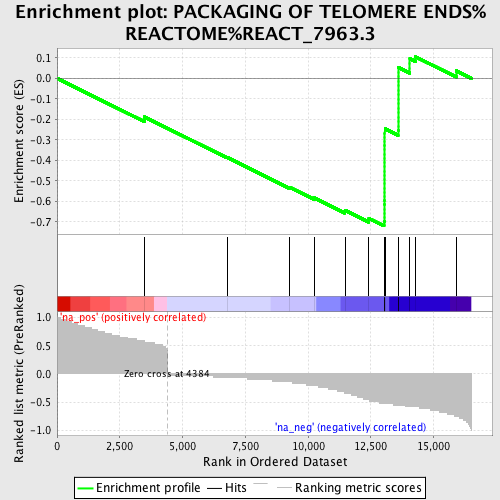 Enrichment plot: PACKAGING OF TELOMERE ENDS%
REACTOME%REACT_7963.3
Enrichment score (ES)
0.1
0.0
-0.1
-0.2
-0.3
-0.4
-0.5
-0.6
-0.7
Ranked list metric (PreRanked)
1.0
0.5
0.0
-0.5
-1.0
'na_pos' (positively correlated)
Zero cross at 4384
'na_neg' (negatively correlated)
0
2,500
5,000
7,500
10,000
12,500
15,000
Rank in Ordered Dataset
Enrichment profile
Hits
Ranking metric scores